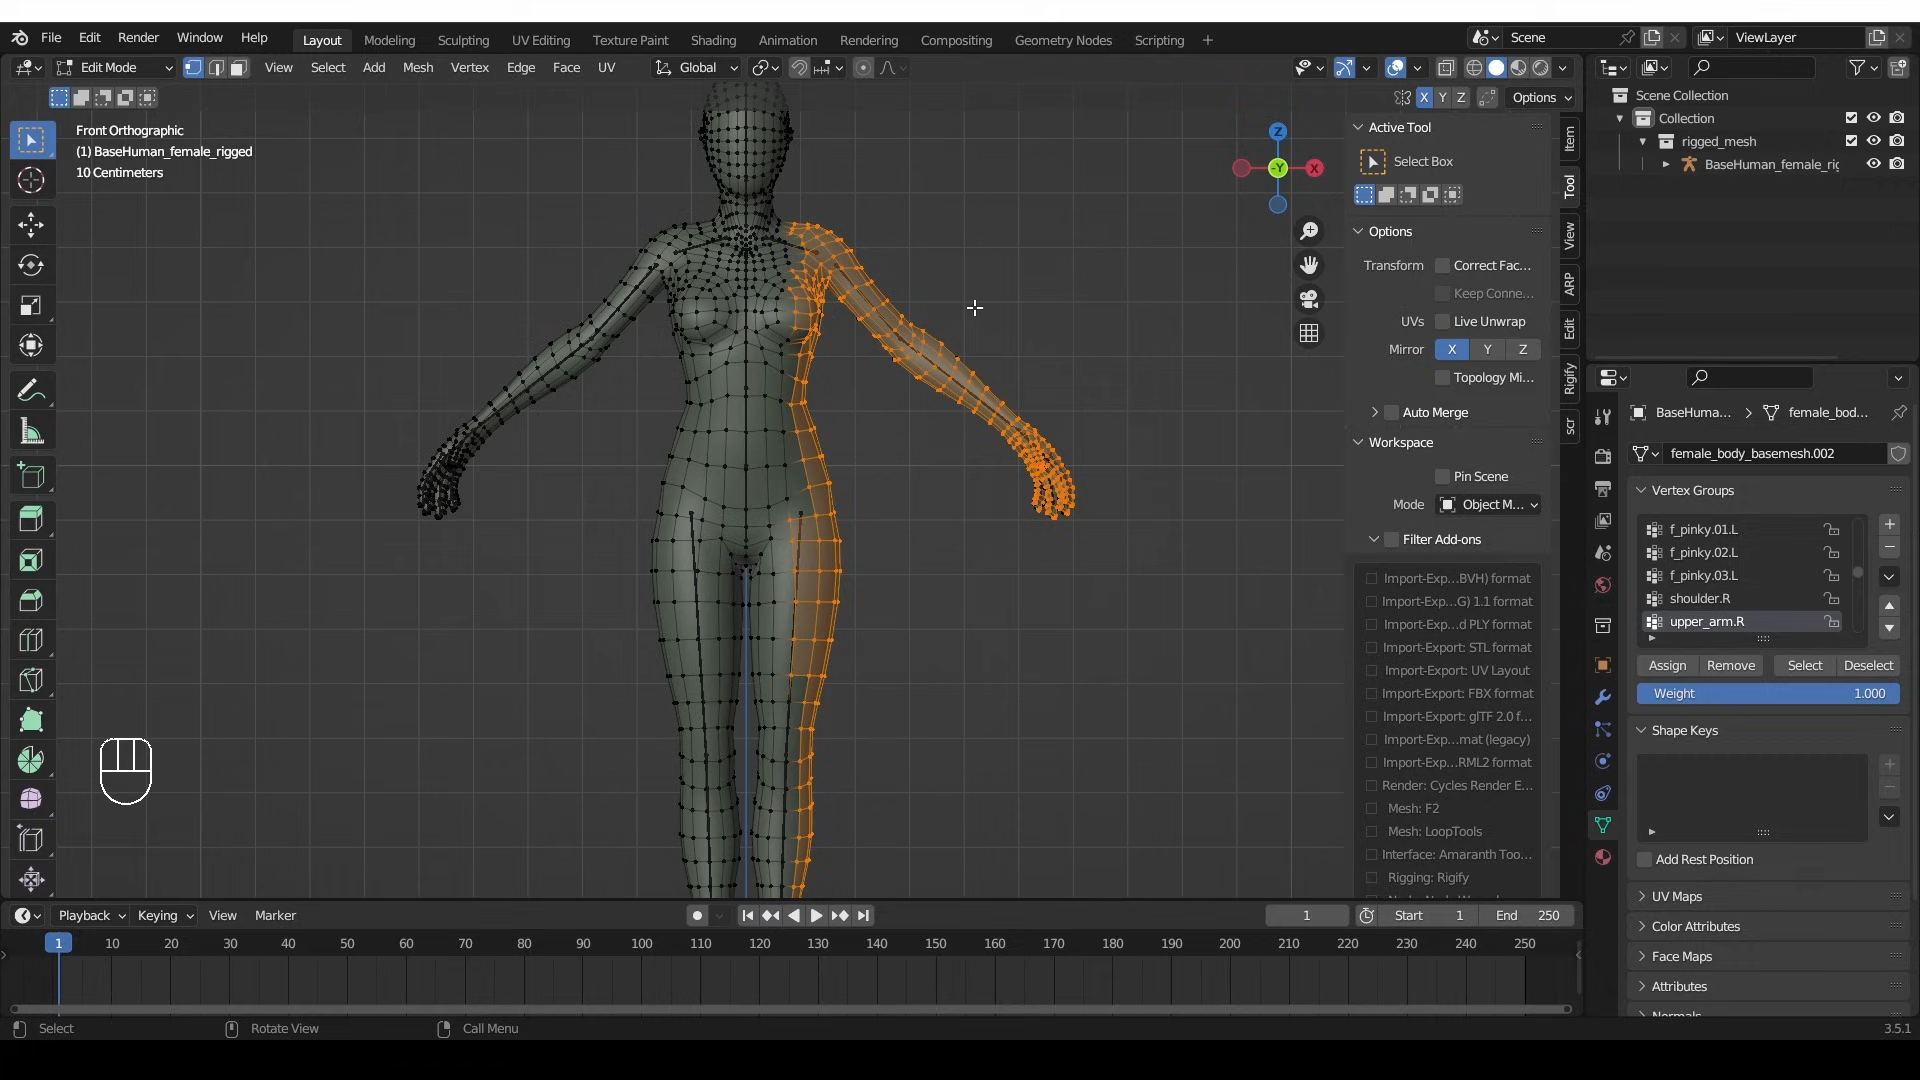 File Edit Render Window Help Layout Modeling Sculpting UV Editing Texture Paint Shading Animation Rendering Compositing Geometry Nodes Scripting + Scene ViewLayer
Edit Mode View Select Add Mesh Vertex Edge Face UV Global
X Y Z Options
Front Orthographic
(1) BaseHuman_female_rigged
10 Centimeters
Z
-Y
X
Active Tool
Select Box
Options
Transform Correct Fac...
Keep Conne...
UVs Live Unwrap
Mirror X Y Z
Topology Mi...
Auto Merge
Workspace
Pin Scene
Mode Object M...
Filter Add-ons
Import-Exp...BVH) format
Import-Exp...G) 1.1 format
Import-Exp...d PLY format
Import-Export: STL format
Import-Export: UV Layout
Import-Export: FBX format
Import-Export: glTF 2.0 f...
Import-Exp...mat (legacy)
Import-Exp...RML2 format
Render: Cycles Render E...
Mesh: F2
Mesh: LoopTools
Interface: Amaranth Too...
Rigging: Rigify
Item
Tool
View
ARP
Edit
Rigify
scr
Scene Collection
Collection
rigged_mesh
BaseHuman_female_rig
BaseHuma... > female_bod...
female_body_basemesh.002
Vertex Groups
f_pinky.01.L
f_pinky.02.L
f_pinky.03.L
shoulder.R
upper_arm.R
Assign Remove Select Deselect
Weight 1.000
Shape Keys
Add Rest Position
UV Maps
Color Attributes
Face Maps
Attributes
Normals
Playback Keying View Marker 1 Start 1 End 250
1 10 20 30 40 50 60 70 80 90 100 110 120 130 140 150 160 170 180 190 200 210 220 230 240 250
Select Rotate View Call Menu 3.5.1